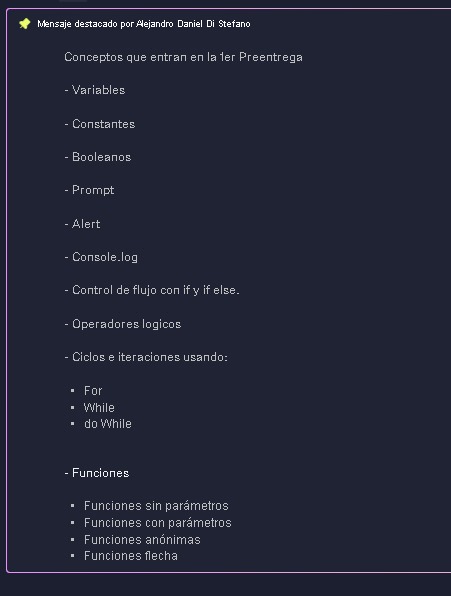 Mensaje destacado por Alejandro Daniel Di Stefano
Conceptos que entran en la 1er Preentrega
- Variables
- Constantes
- Booleanos
- Prompt
- Alert
- Console.log
- Control de flujo con if y if else.
- Operadores logicos
- Ciclos e iteraciones usando:
• For
• While
• do While
- Funciones
• Funciones sin parámetros
• Funciones con parámetros
• Funciones anónimas
• Funciones flecha